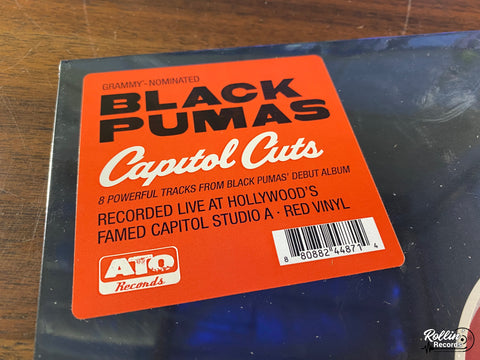 GRAMMY®-NOMINATED
BLACK
PUMAS
Capitol Cuts
8 POWERFUL TRACKS FROM BLACK PUMAS' DEBUT ALBUM
RECORDED LIVE AT HOLLYWOOD'S
FAMED CAPITOL STUDIO A · RED VINYL
ATO
Records
8 80882 44871 4
Rollin'
Record